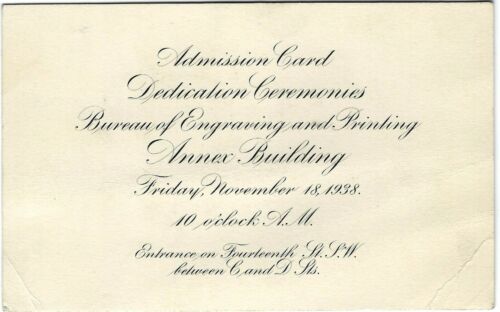 Admission Card
Dedication Ceremonies
Bureau of Engraving and Printing
Annex Building
Friday, November 18, 1938.
10 o'clock A.M.
Entrance on Fourteenth St. S.W.
between C and D Sts.